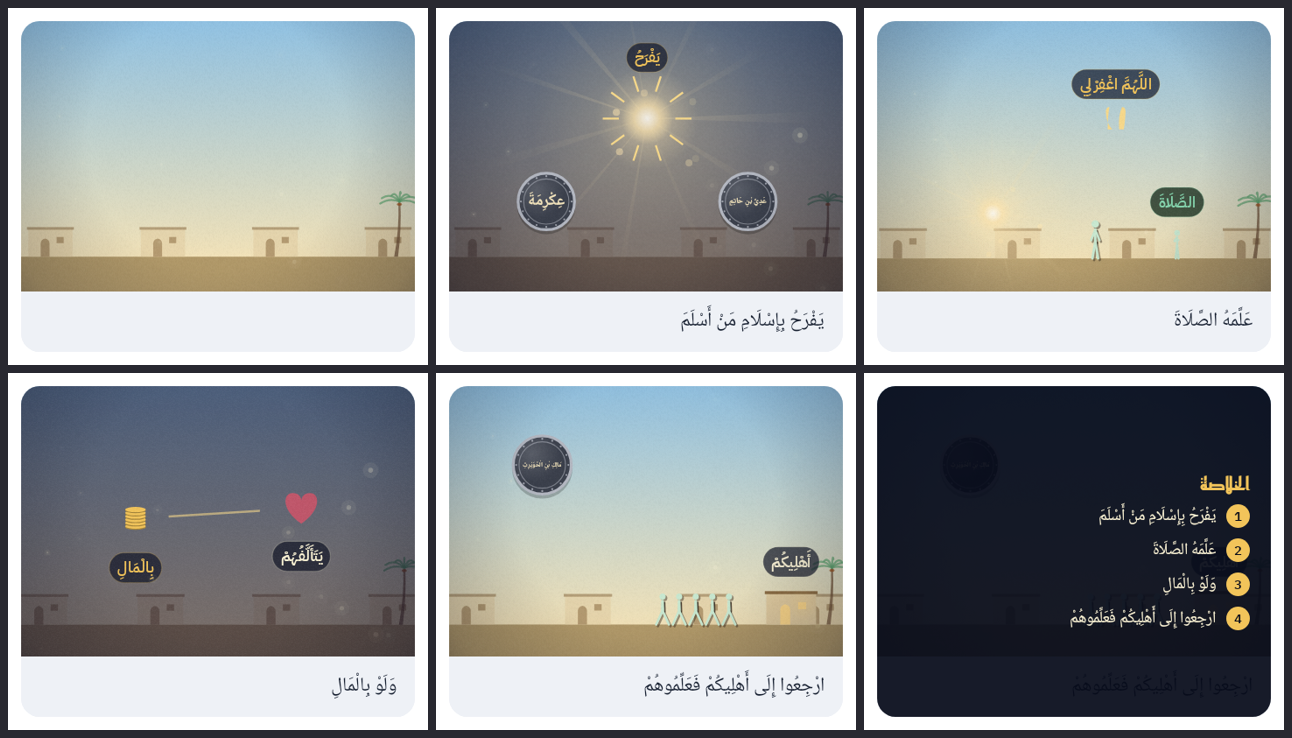 يَفْرَحُ
عِكْرِمَةَ
عَدِيُّ بْنِ حَاتِمٍ
يَفْرَحُ بِإِسْلَامِ مَنْ أَسْلَمَ
اللَّهُمَّ اغْفِرْ لِي
الصَّلَاةَ
عَلَّمَهُ الصَّلَاةَ
يَتَأَلَّفُهُمْ
بِالْمَالِ
وَلَوْ بِالْمَالِ
مَالِكِ بْنِ الْحُوَيْرِثِ
أَهْلِيكُمْ
ارْجِعُوا إِلَى أَهْلِيكُمْ فَعَلِّمُوهُمْ
الخلاصة
1 يَفْرَحُ بِإِسْلَامِ مَنْ أَسْلَمَ
2 عَلَّمَهُ الصَّلَاةَ
3 وَلَوْ بِالْمَالِ
4 ارْجِعُوا إِلَى أَهْلِيكُمْ فَعَلِّمُوهُمْ
أَهْلِيكُمْ
ارْجِعُوا إِلَى أَهْلِيكُمْ فَعَلِّمُوهُمْ